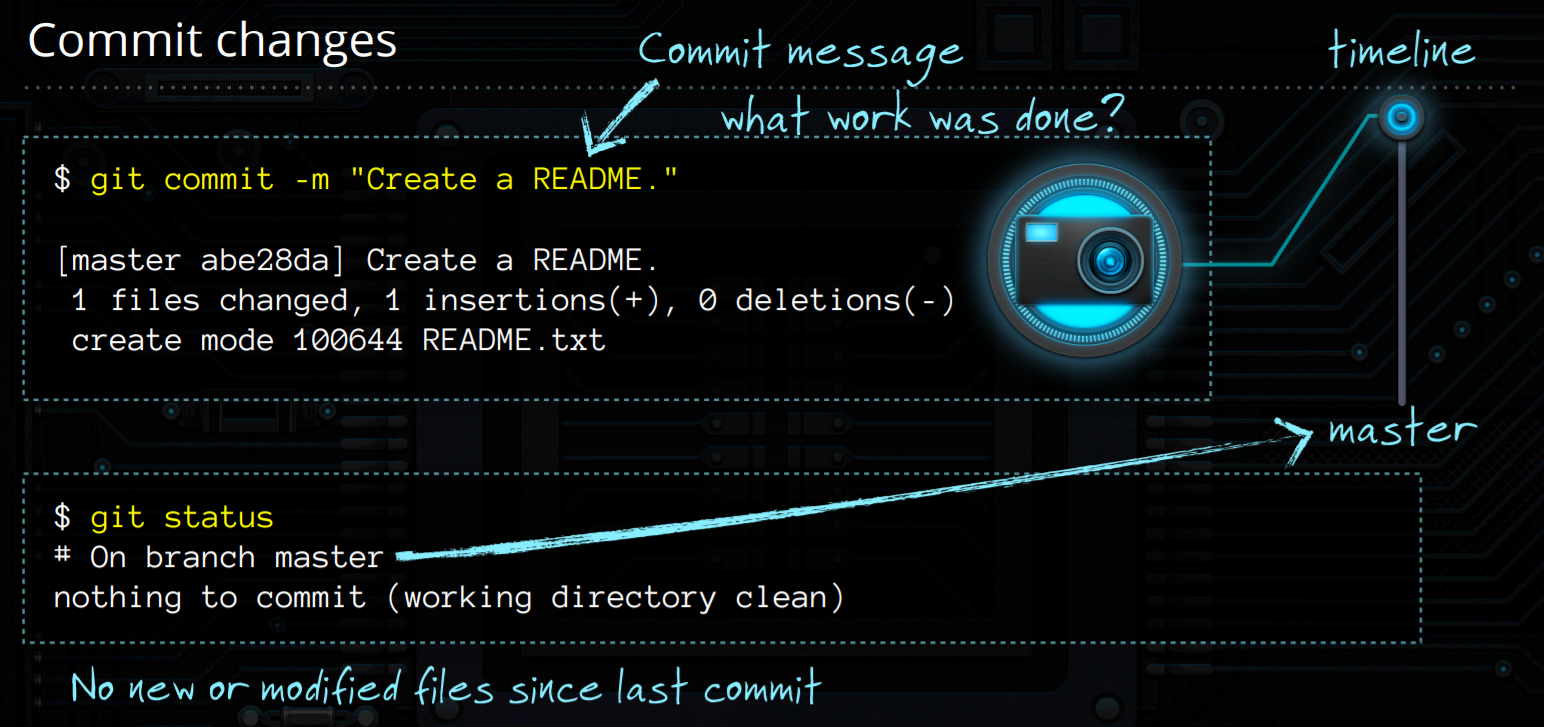 Commit changes
Commit message
what work was done?
timeline
$ git commit -m "Create a README."
[master abe28da] Create a README.
1 files changed, 1 insertions(+), 0 deletions(-)
create mode 100644 README.txt
master
$ git status
# On branch master
nothing to commit (working directory clean)
No new or modified files since last commit